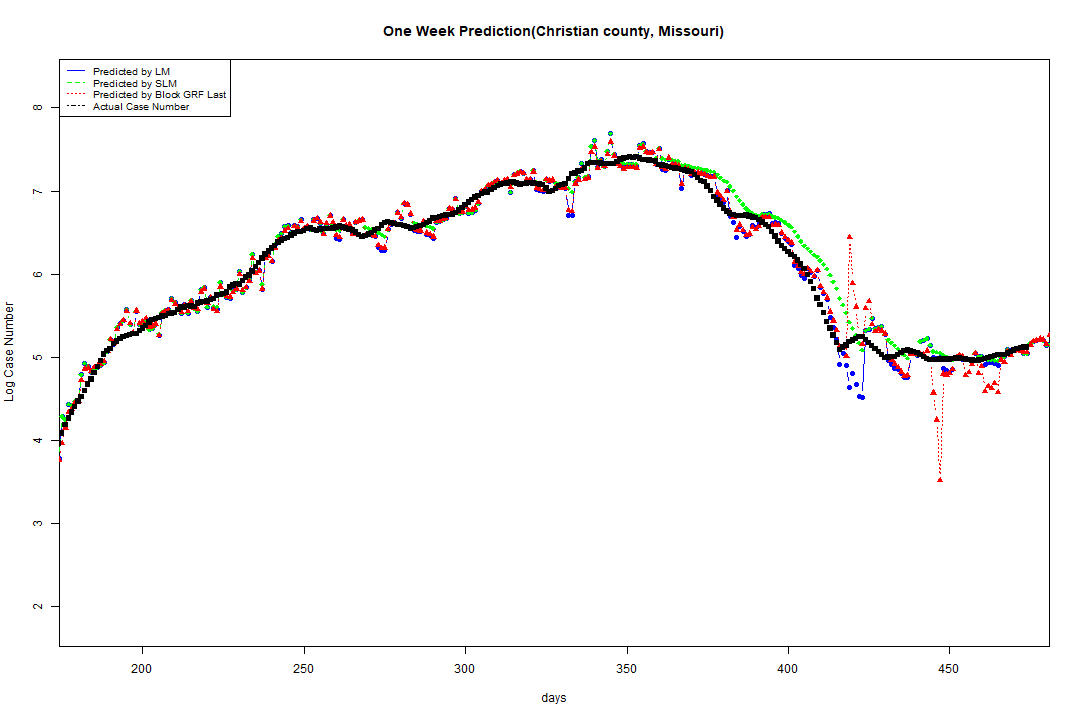 One Week Prediction(Christian county, Missouri)
Predicted by LM
Predicted by SLM
Predicted by Block GRF Last
Actual Case Number
Log Case Number
8
7
6
5
4
3
2
200 250 300 350 400 450
days